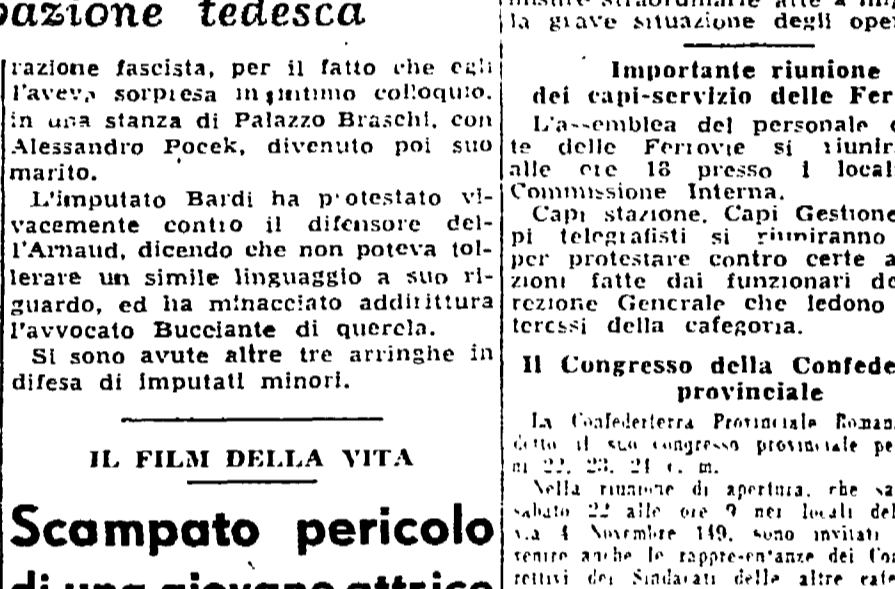 pazione tedesca
razione fascista, per il fatto che egli
l'aveva sorpresa in intimo colloquio,
in una stanza di Palazzo Braschi, con
Alessandro Pocek, divenuto poi suo
marito.
L'imputato Bardi ha protestato vi-
vacemente contro il difensore del-
l'Arnaud, dicendo che non poteva tol-
lerare un simile linguaggio a suo ri-
guardo, ed ha minacciato addirittura
l'avvocato Bucciante di querela.
Si sono avute altre tre arringhe in
difesa di imputati minori.
IL FILM DELLA VITA
Scampato pericolo
di una giovane attrice
la grave situazione degli ope
Importante riunione
dei capi-servizio delle Fer
L'assemblea del personale
te delle Ferrovie si riunir
alle ore 18 presso i local
Commissione Interna.
Capi stazione, Capi Gestione
pi telegrafisti si riuniranno
per protestare contro certe a
zioni fatte dai funzionari de
rezione Generale che ledono
teressi della categoria.
Il Congresso della Confede
provinciale
La Confederterra Provinciale Roman
detto il suo congresso provinciale pe
ni 22, 23, 24 c. m.
Nella riunione di apertura, che sa
sabato 22 alle ore 9 nei locali del
via 4 Novembre 149, sono invitati
venire anche le rappresentanze dei Co
rettivi dei Sindacati delle altre cate